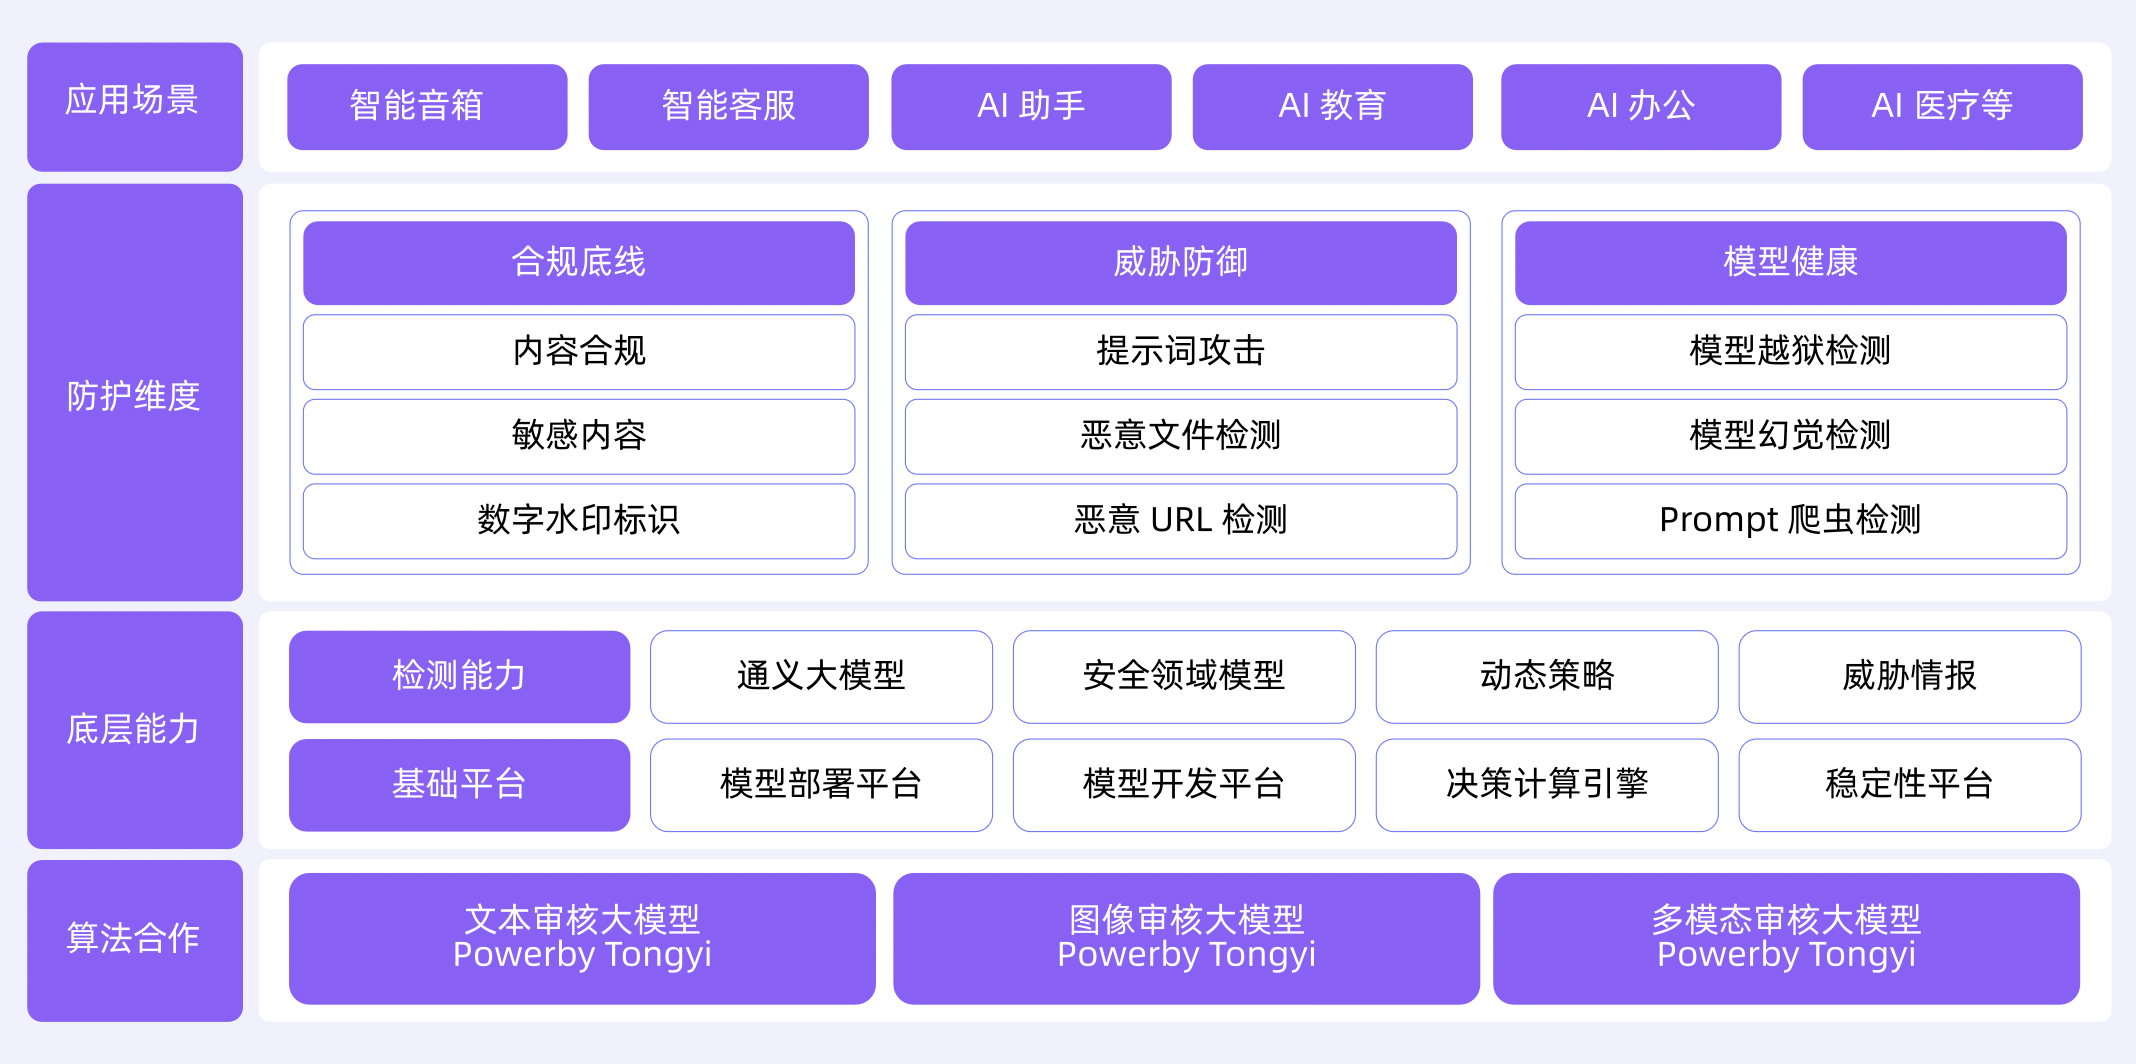 应用场景
智能音箱
智能客服
AI 助手
AI 教育
AI 办公
AI 医疗等
防护维度
合规底线
内容合规
敏感内容
数字水印标识
威胁防御
提示词攻击
恶意文件检测
恶意 URL 检测
模型健康
模型越狱检测
模型幻觉检测
Prompt 爬虫检测
底层能力
检测能力
通义大模型
安全领域模型
动态策略
威胁情报
基础平台
模型部署平台
模型开发平台
决策计算引擎
稳定性平台
算法合作
文本审核大模型
Powerby Tongyi
图像审核大模型
Powerby Tongyi
多模态审核大模型
Powerby Tongyi